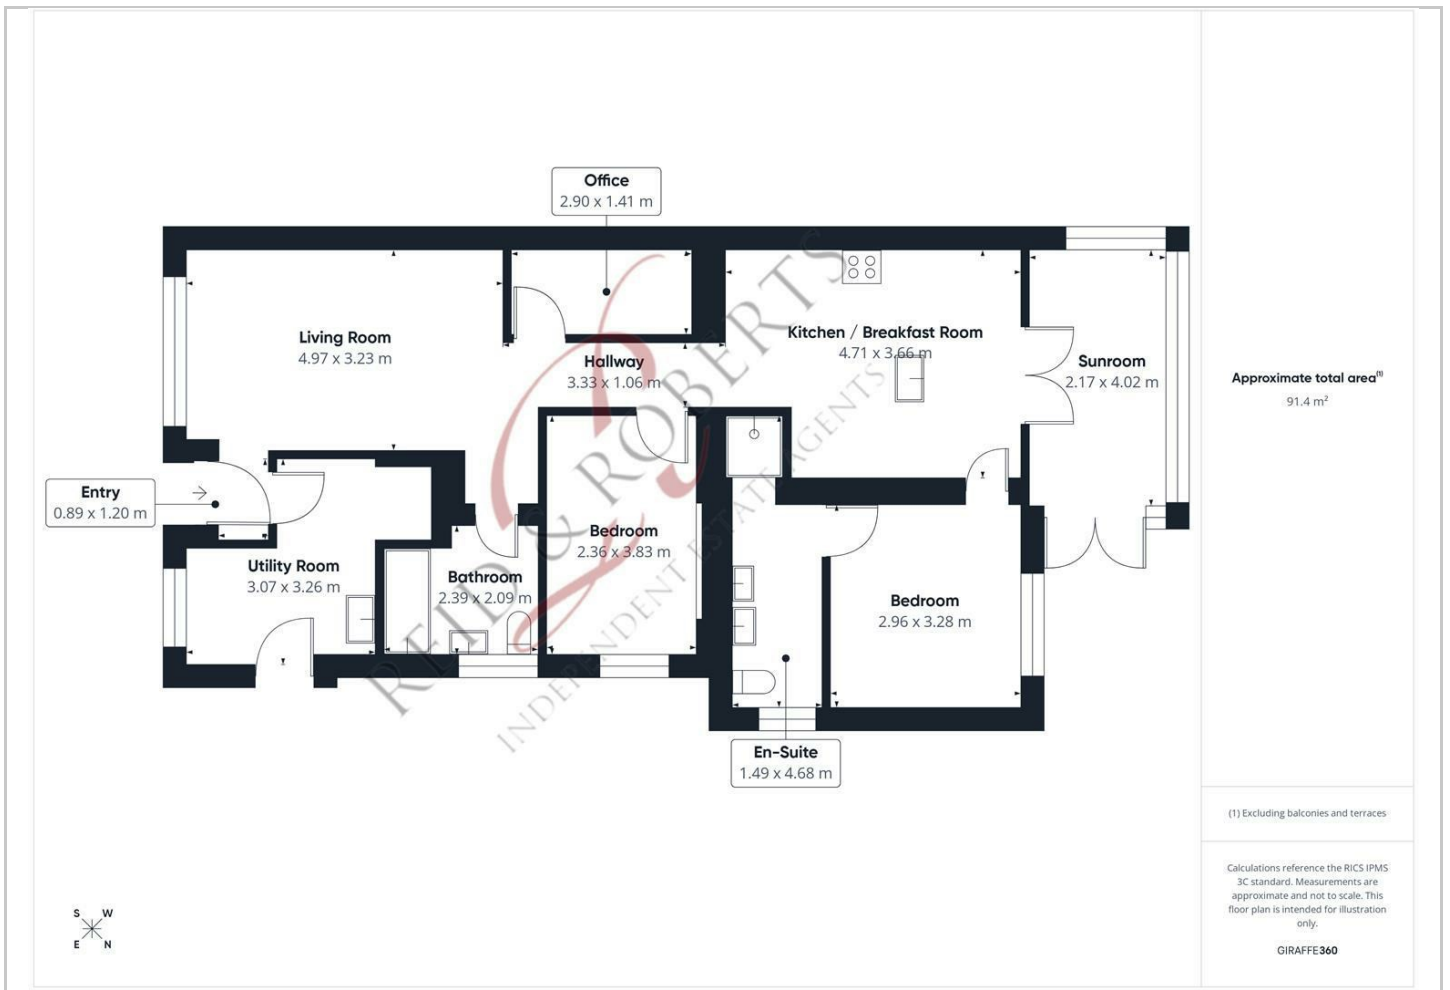 Office
2.90 x 1.41 m
Living Room
4.97 x 3.23 m
Hallway
3.33 x 1.06 m
Kitchen / Breakfast Room
4.71 x 3.66 m
Sunroom
2.17 x 4.02 m
Entry
0.89 x 1.20 m
Utility Room
3.07 x 3.26 m
Bathroom
2.39 x 2.09 m
Bedroom
2.36 x 3.83 m
Bedroom
2.96 x 3.28 m
En-Suite
1.49 x 4.68 m
REID & ROBERTS
INDEPENDENT ESTATE AGENTS
S W
E N
Approximate total area(1)
91.4 m²
(1) Excluding balconies and terraces
Calculations reference the RICS IPMS
3C standard. Measurements are
approximate and not to scale. This
floor plan is intended for illustration
only.
GIRAFFE360